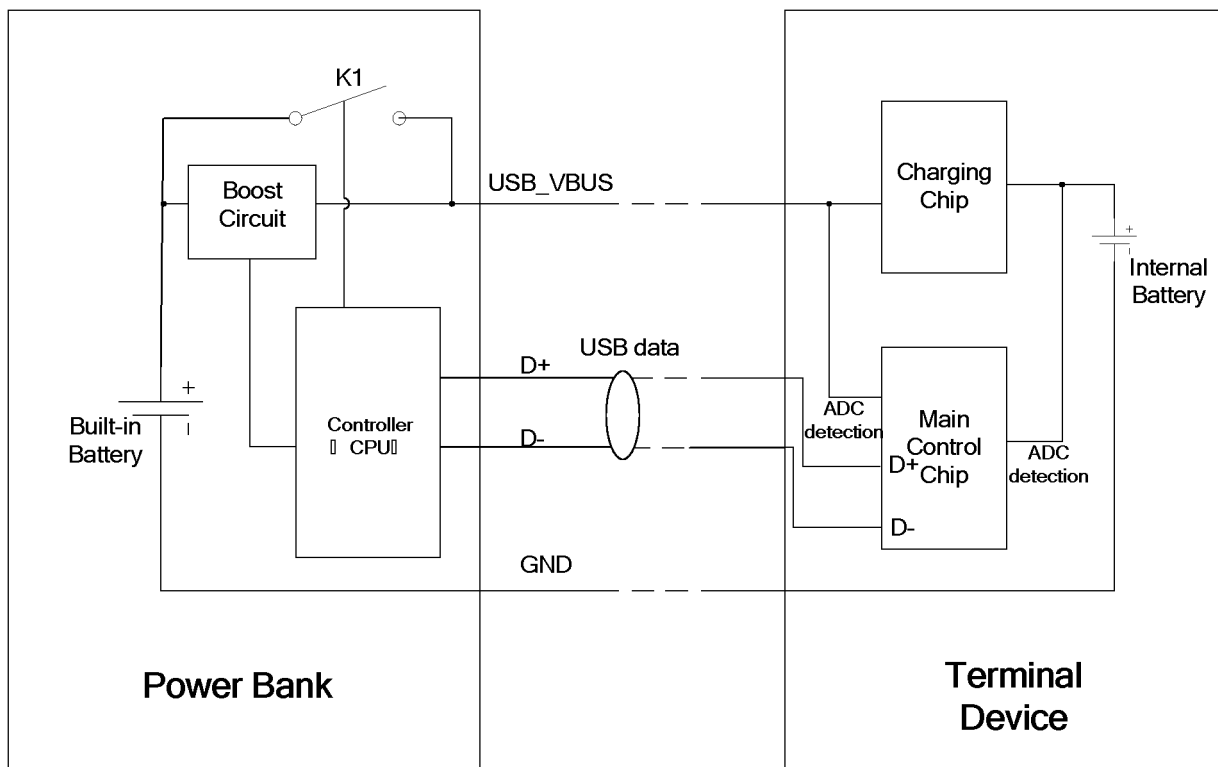 K1
Boost
Circuit
USB_VBUS
Charging
Chip
+
-
Internal
Battery
USB data
D+
D-
+
-
Built-in
Battery
Controller
▯ CPU▯
ADC
detection
Main
Control
Chip
D+
D-
ADC
detection
GND
Power Bank
Terminal
Device